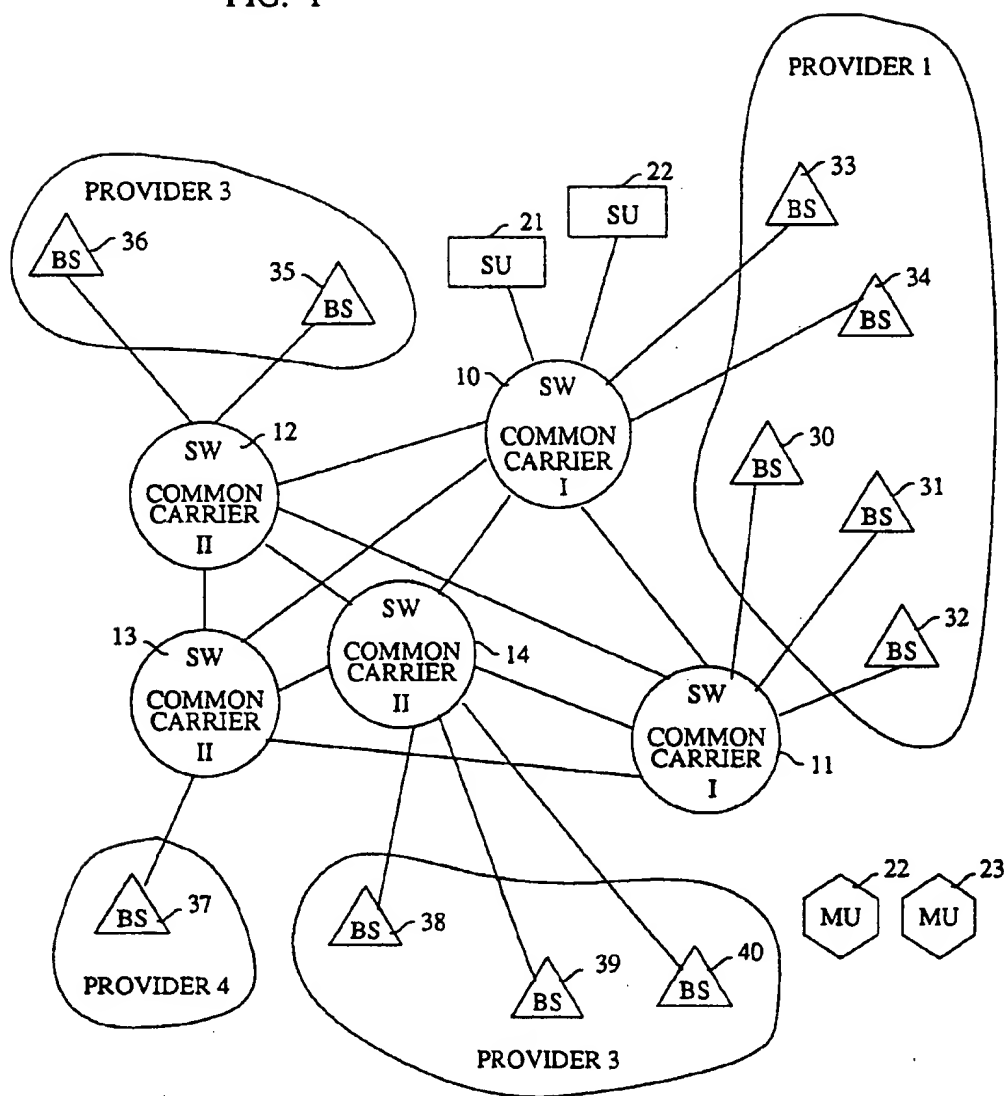 FIG.
PROVIDER 1
33
BS
34
BS
30
BS
31
BS
32
BS
PROVIDER 3
36
BS
35
BS
21
SU
22
SU
10
SW
COMMON
CARRIER
I
12
SW
COMMON
CARRIER
II
13
SW
COMMON
CARRIER
II
14
SW
COMMON
CARRIER
II
11
SW
COMMON
CARRIER
I
37
BS
PROVIDER 4
38
BS
39
BS
40
BS
PROVIDER 3
22
MU
23
MU